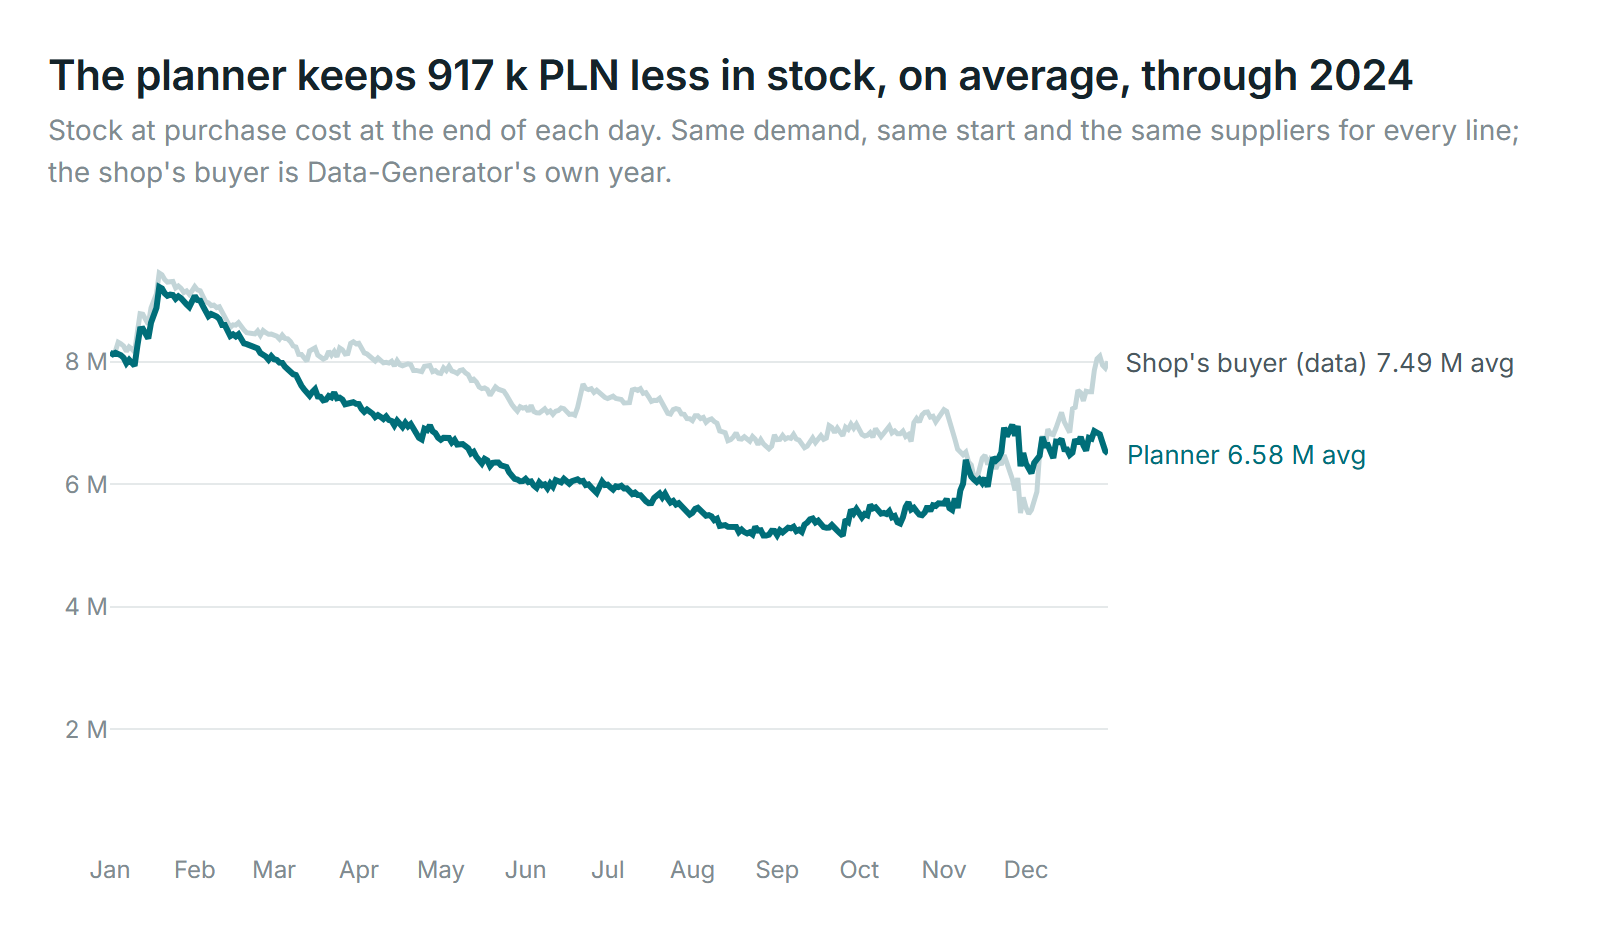 The planner keeps 917 k PLN less in stock, on average, through 2024
Stock at purchase cost at the end of each day. Same demand, same start and the same suppliers for every line;
the shop's buyer is Data-Generator's own year.
8 M
Shop's buyer (data) 7.49 M avg
Planner 6.58 M avg
6 M
4 M
2 M
Jan Feb Mar Apr May Jun Jul Aug Sep Oct Nov Dec